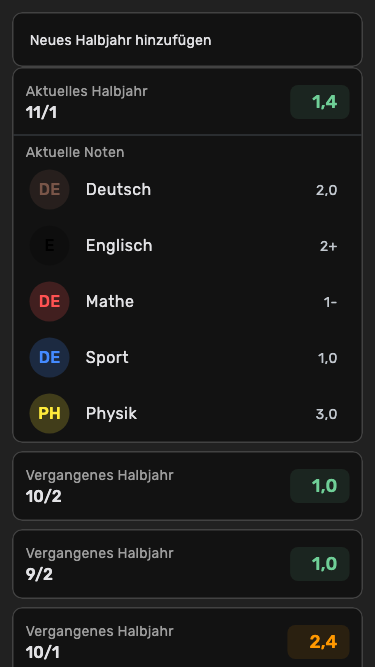 Neues Halbjahr hinzufügen
Aktuelles Halbjahr
11/1
1,4
Aktuelle Noten
DE Deutsch 2,0
E Englisch 2+
DE Mathe 1-
DE Sport 1,0
PH Physik 3,0
Vergangenes Halbjahr
10/2
1,0
Vergangenes Halbjahr
9/2
1,0
Vergangenes Halbjahr
10/1
2,4